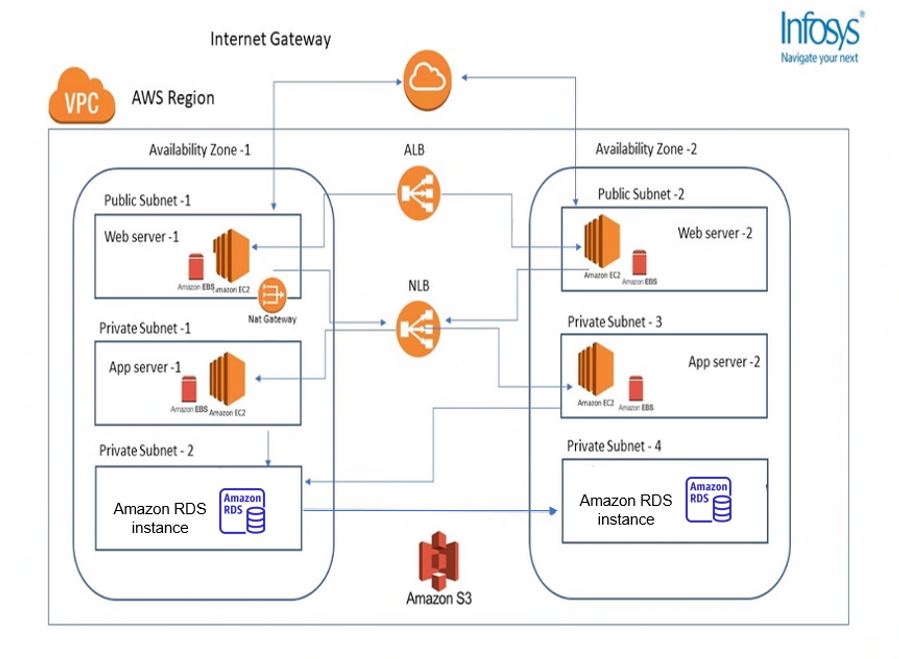 Infosys®
Navigate your next
Internet Gateway
VPC
AWS Region
Availability Zone -1
ALB
Availability Zone -2
Public Subnet -1
Public Subnet -2
Web server -1
Web server -2
Amazon EBS
Amazon EC2
Amazon EC2
Amazon EBS
Nat Gateway
NLB
Private Subnet -1
Private Subnet - 3
App server -1
App server -2
Amazon EBS
Amazon EC2
Amazon EC2
Amazon EBS
Private Subnet - 2
Private Subnet -4
Amazon RDS
instance
Amazon
RDS
Amazon RDS
instance
Amazon
RDS
Amazon S3